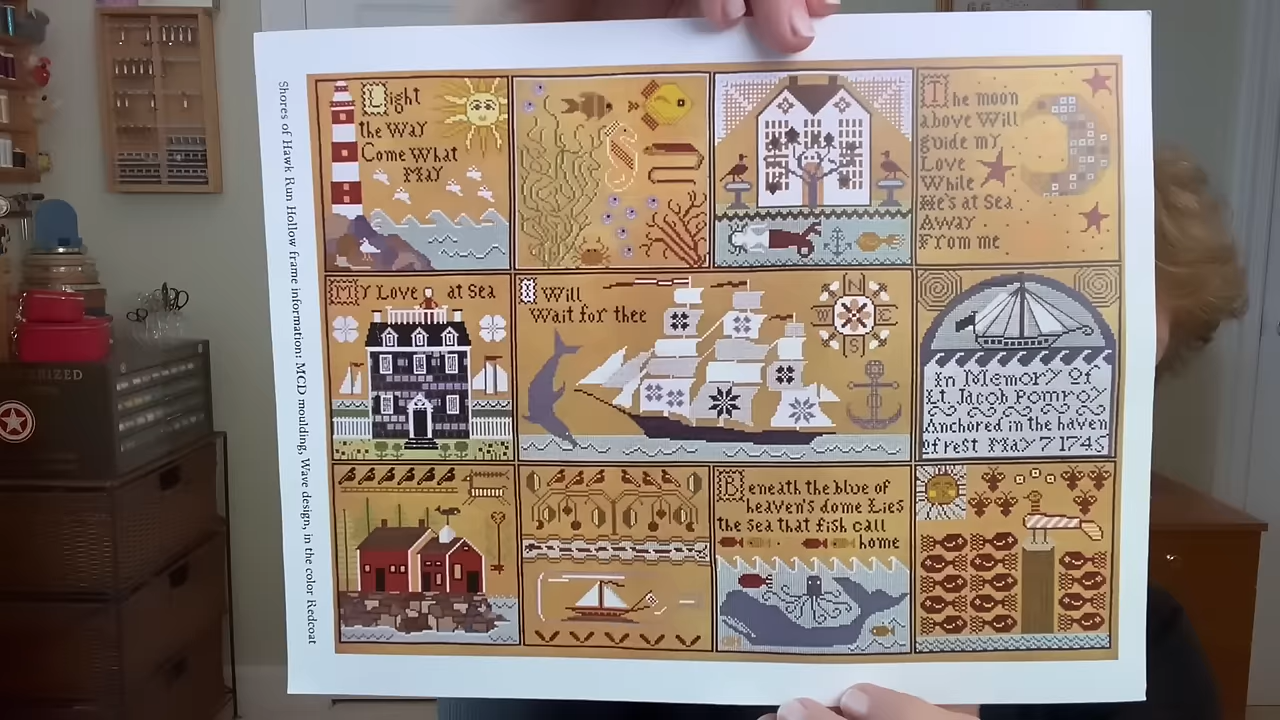 Shores of Hawk Run Hollow frame information: MCD moulding, Wave design, in the color Redcoat
Light
the Way
Come What
May
The moon
above Will
guide my
Love
While
He's at Sea
Away
From me
My Love at Sea
I Will
Wait for thee
N
W E
S
In Memory of
Lt. Jacob Pomroy
Anchored in the haven
of rest May 7 1745
Beneath the blue of
heaven's dome Lies
the sea that fish call
home